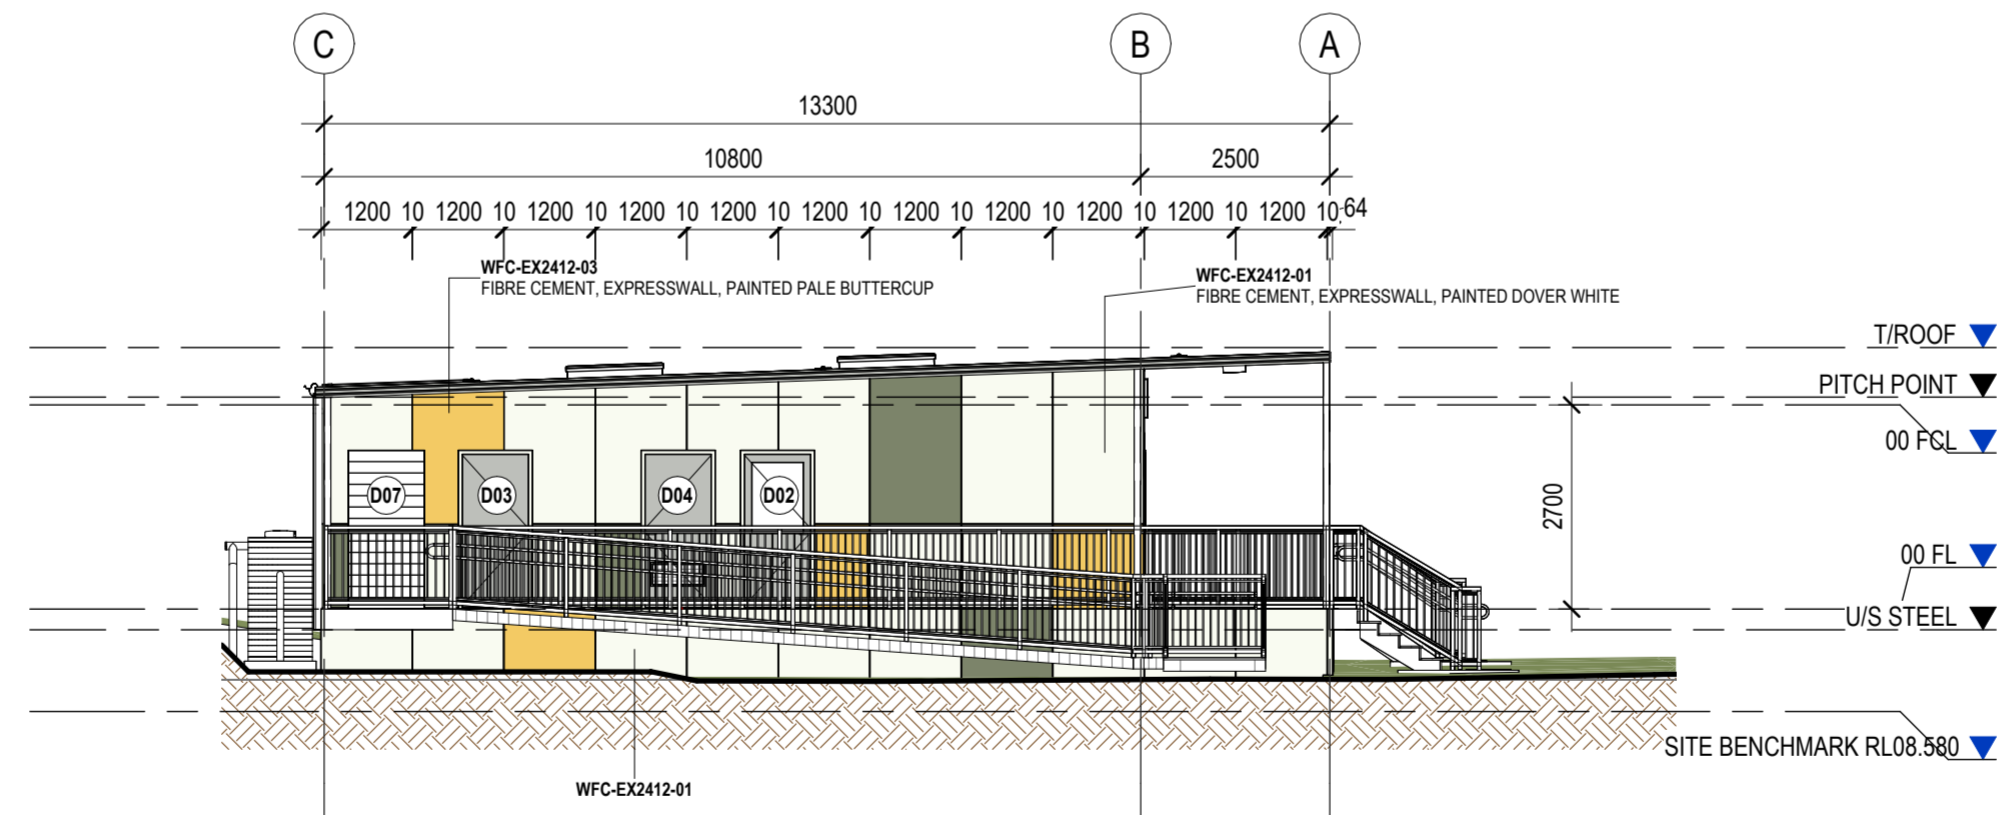 C B A
13300
10800 2500
1200 10 1200 10 1200 10 1200 10 1200 10 1200 10 1200 10 1200 10 1200 10 1200 10 1200 10 64
WFC-EX2412-03
FIBRE CEMENT, EXPRESSWALL, PAINTED PALE BUTTERCUP
WFC-EX2412-01
FIBRE CEMENT, EXPRESSWALL, PAINTED DOVER WHITE
T/ROOF
PITCH POINT
00 FCL
D07 D03 D04 D02
2700
00 FL
U/S STEEL
SITE BENCHMARK RL08.580
WFC-EX2412-01